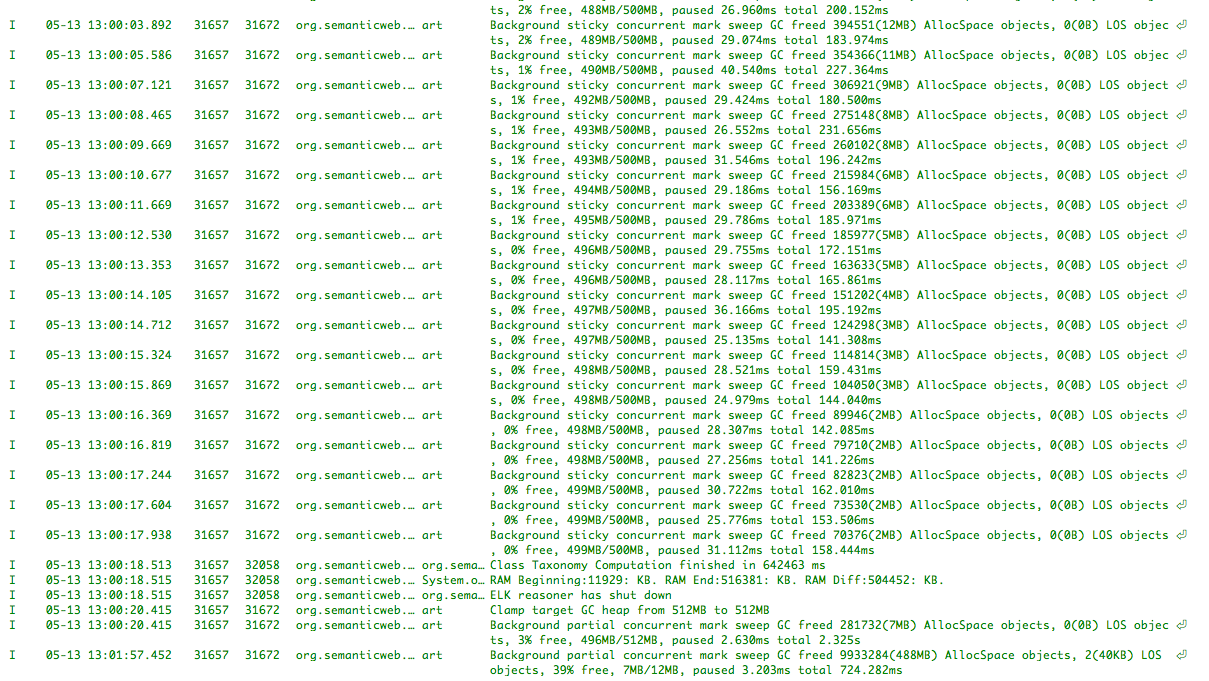 ts, 2% free, 488MB/500MB, paused 26.960ms total 200.152ms
I 05-13 13:00:03.892 31657 31672 org.semanticweb.… art Background sticky concurrent mark sweep GC freed 394551(12MB) AllocSpace objects, 0(0B) LOS objec ⏎
ts, 2% free, 489MB/500MB, paused 29.074ms total 183.974ms
I 05-13 13:00:05.586 31657 31672 org.semanticweb.… art Background sticky concurrent mark sweep GC freed 354366(11MB) AllocSpace objects, 0(0B) LOS objec ⏎
ts, 1% free, 490MB/500MB, paused 40.540ms total 227.364ms
I 05-13 13:00:07.121 31657 31672 org.semanticweb.… art Background sticky concurrent mark sweep GC freed 306921(9MB) AllocSpace objects, 0(0B) LOS object ⏎
s, 1% free, 492MB/500MB, paused 29.424ms total 180.500ms
I 05-13 13:00:08.465 31657 31672 org.semanticweb.… art Background sticky concurrent mark sweep GC freed 275148(8MB) AllocSpace objects, 0(0B) LOS object ⏎
s, 1% free, 493MB/500MB, paused 26.552ms total 231.656ms
I 05-13 13:00:09.669 31657 31672 org.semanticweb.… art Background sticky concurrent mark sweep GC freed 260102(8MB) AllocSpace objects, 0(0B) LOS object ⏎
s, 1% free, 493MB/500MB, paused 31.546ms total 196.242ms
I 05-13 13:00:10.677 31657 31672 org.semanticweb.… art Background sticky concurrent mark sweep GC freed 215984(6MB) AllocSpace objects, 0(0B) LOS object ⏎
s, 1% free, 494MB/500MB, paused 29.186ms total 156.169ms
I 05-13 13:00:11.669 31657 31672 org.semanticweb.… art Background sticky concurrent mark sweep GC freed 203389(6MB) AllocSpace objects, 0(0B) LOS object ⏎
s, 1% free, 495MB/500MB, paused 29.786ms total 185.971ms
I 05-13 13:00:12.530 31657 31672 org.semanticweb.… art Background sticky concurrent mark sweep GC freed 185977(5MB) AllocSpace objects, 0(0B) LOS object ⏎
s, 0% free, 496MB/500MB, paused 29.755ms total 172.151ms
I 05-13 13:00:13.353 31657 31672 org.semanticweb.… art Background sticky concurrent mark sweep GC freed 163633(5MB) AllocSpace objects, 0(0B) LOS object ⏎
s, 0% free, 496MB/500MB, paused 28.117ms total 165.861ms
I 05-13 13:00:14.105 31657 31672 org.semanticweb.… art Background sticky concurrent mark sweep GC freed 151202(4MB) AllocSpace objects, 0(0B) LOS object ⏎
s, 0% free, 497MB/500MB, paused 36.166ms total 195.192ms
I 05-13 13:00:14.712 31657 31672 org.semanticweb.… art Background sticky concurrent mark sweep GC freed 124298(3MB) AllocSpace objects, 0(0B) LOS object ⏎
s, 0% free, 497MB/500MB, paused 25.135ms total 141.308ms
I 05-13 13:00:15.324 31657 31672 org.semanticweb.… art Background sticky concurrent mark sweep GC freed 114814(3MB) AllocSpace objects, 0(0B) LOS object ⏎
s, 0% free, 498MB/500MB, paused 28.521ms total 159.431ms
I 05-13 13:00:15.869 31657 31672 org.semanticweb.… art Background sticky concurrent mark sweep GC freed 104050(3MB) AllocSpace objects, 0(0B) LOS object ⏎
s, 0% free, 498MB/500MB, paused 24.979ms total 144.040ms
I 05-13 13:00:16.369 31657 31672 org.semanticweb.… art Background sticky concurrent mark sweep GC freed 89946(2MB) AllocSpace objects, 0(0B) LOS objects ⏎
, 0% free, 498MB/500MB, paused 28.307ms total 142.085ms
I 05-13 13:00:16.819 31657 31672 org.semanticweb.… art Background sticky concurrent mark sweep GC freed 79710(2MB) AllocSpace objects, 0(0B) LOS objects ⏎
, 0% free, 498MB/500MB, paused 27.256ms total 141.226ms
I 05-13 13:00:17.244 31657 31672 org.semanticweb.… art Background sticky concurrent mark sweep GC freed 82823(2MB) AllocSpace objects, 0(0B) LOS objects ⏎
, 0% free, 499MB/500MB, paused 30.722ms total 162.010ms
I 05-13 13:00:17.604 31657 31672 org.semanticweb.… art Background sticky concurrent mark sweep GC freed 73530(2MB) AllocSpace objects, 0(0B) LOS objects ⏎
, 0% free, 499MB/500MB, paused 25.776ms total 153.506ms
I 05-13 13:00:17.938 31657 31672 org.semanticweb.… art Background sticky concurrent mark sweep GC freed 70376(2MB) AllocSpace objects, 0(0B) LOS objects ⏎
, 0% free, 499MB/500MB, paused 31.112ms total 158.444ms
I 05-13 13:00:18.513 31657 32058 org.semanticweb.… org.sema… Class Taxonomy Computation finished in 642463 ms
I 05-13 13:00:18.515 31657 32058 org.semanticweb.… System.o… RAM Beginning:11929: KB. RAM End:516381: KB. RAM Diff:504452: KB.
I 05-13 13:00:18.515 31657 32058 org.semanticweb.… org.sema… ELK reasoner has shut down
I 05-13 13:00:20.415 31657 31672 org.semanticweb.… art Clamp target GC heap from 512MB to 512MB
I 05-13 13:00:20.415 31657 31672 org.semanticweb.… art Background partial concurrent mark sweep GC freed 281732(7MB) AllocSpace objects, 0(0B) LOS objec ⏎
ts, 3% free, 496MB/512MB, paused 2.630ms total 2.325s
I 05-13 13:01:57.452 31657 31672 org.semanticweb.… art Background partial concurrent mark sweep GC freed 9933284(488MB) AllocSpace objects, 2(40KB) LOS ⏎
objects, 39% free, 7MB/12MB, paused 3.203ms total 724.282ms